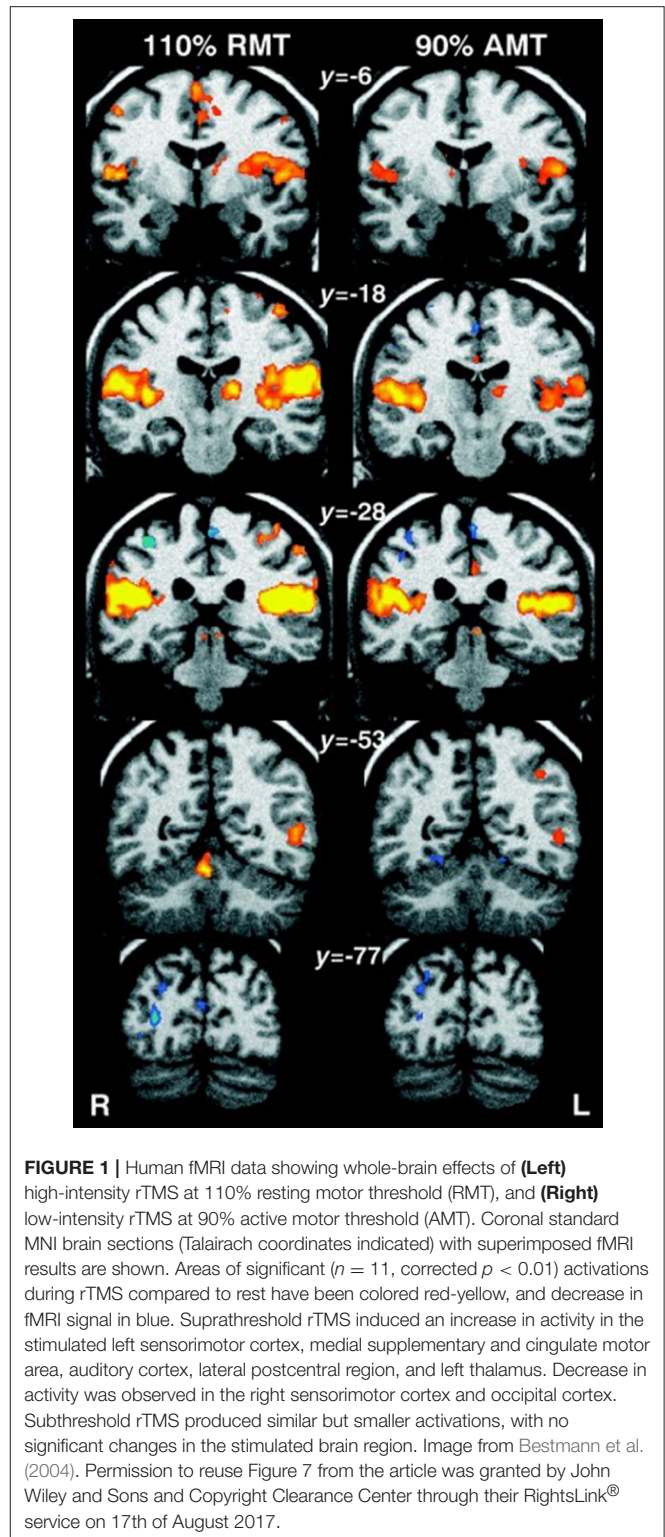 110% RMT 90% AMT
y=-6
y=-18
y=-28
y=-53
y=-77
R L
FIGURE 1 | Human fMRI data showing whole-brain effects of (Left)
high-intensity rTMS at 110% resting motor threshold (RMT), and (Right)
low-intensity rTMS at 90% active motor threshold (AMT). Coronal standard
MNI brain sections (Talairach coordinates indicated) with superimposed fMRI
results are shown. Areas of significant (n = 11, corrected p < 0.01) activations
during rTMS compared to rest have been colored red-yellow, and decrease in
fMRI signal in blue. Suprathreshold rTMS induced an increase in activity in the
stimulated left sensorimotor cortex, medial supplementary and cingulate motor
area, auditory cortex, lateral postcentral region, and left thalamus. Decrease in
activity was observed in the right sensorimotor cortex and occipital cortex.
Subthreshold rTMS produced similar but smaller activations, with no
significant changes in the stimulated brain region. Image from Bestmann et al.
(2004). Permission to reuse Figure 7 from the article was granted by John
Wiley and Sons and Copyright Clearance Center through their RightsLink®
service on 17th of August 2017.